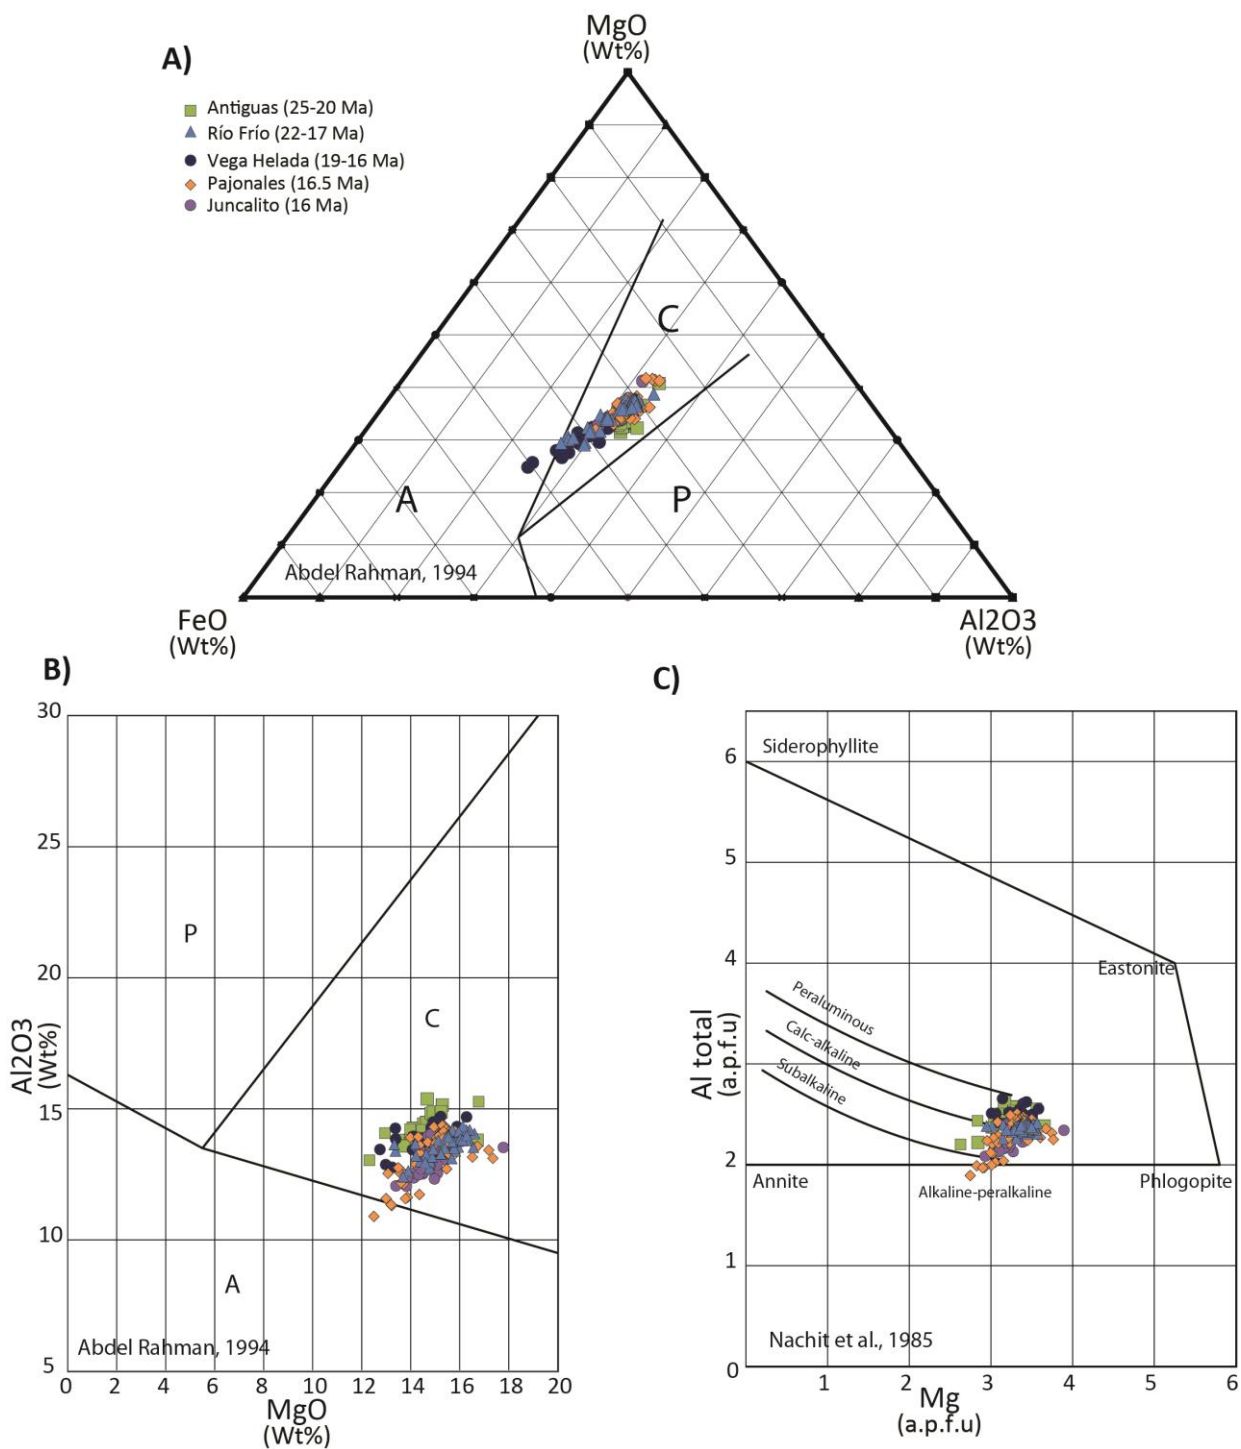 A)
MgO
(Wt%)
Antiguas (25-20 Ma)
Río Frío (22-17 Ma)
Vega Helada (19-16 Ma)
Pajonales (16.5 Ma)
Juncalito (16 Ma)
C
A
P
Abdel Rahman, 1994
FeO
(Wt%)
Al2O3
(Wt%)
B)
30
25
20
15
10
5
Al2O3
(Wt%)
P
C
A
Abdel Rahman, 1994
0 2 4 6 8 10 12 14 16 18 20
MgO
(Wt%)
C)
6
5
4
3
2
1
0
Al total
(a.p.f.u)
Siderophyllite
Eastonite
Peraluminous
Calc-alkaline
Subalkaline
Annite
Alkaline-peralkaline
Phlogopite
Nachit et al., 1985
1 2 3 4 5 6
Mg
(a.p.f.u)